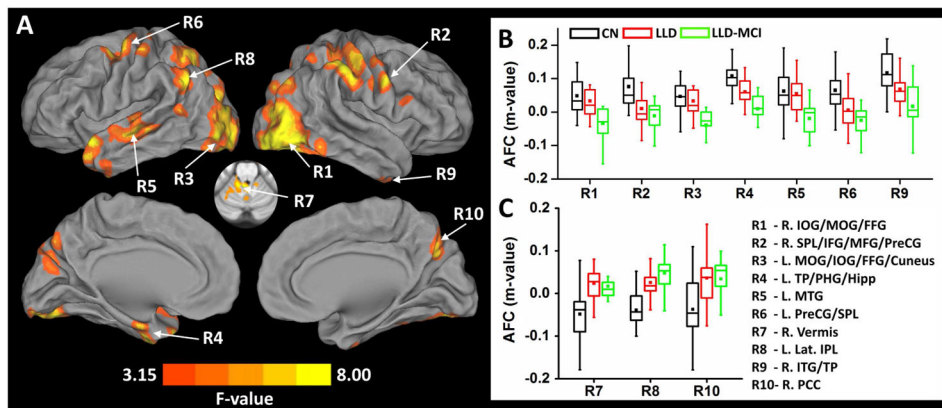 A
R6
R8
R2
R5
R3
R1
R9
R7
R10
R4
3.15
8.00
F-value
B
CN
LLD
LLD-MCI
AFC (m-value)
0.2
0.1
0.0
-0.1
-0.2
R1
R2
R3
R4
R5
R6
R9
C
AFC (m-value)
0.2
0.1
0.0
-0.1
-0.2
R7
R8
R10
R1 - R. IOG/MOG/FFG
R2 - R. SPL/IFG/MFG/PreCG
R3 - L. MOG/IOG/FFG/Cuneus
R4 - L. TP/PHG/Hipp
R5 - L. MTG
R6 - L. PreCG/SPL
R7 - R. Vermis
R8 - L. Lat. IPL
R9 - R. ITG/TP
R10- R. PCC